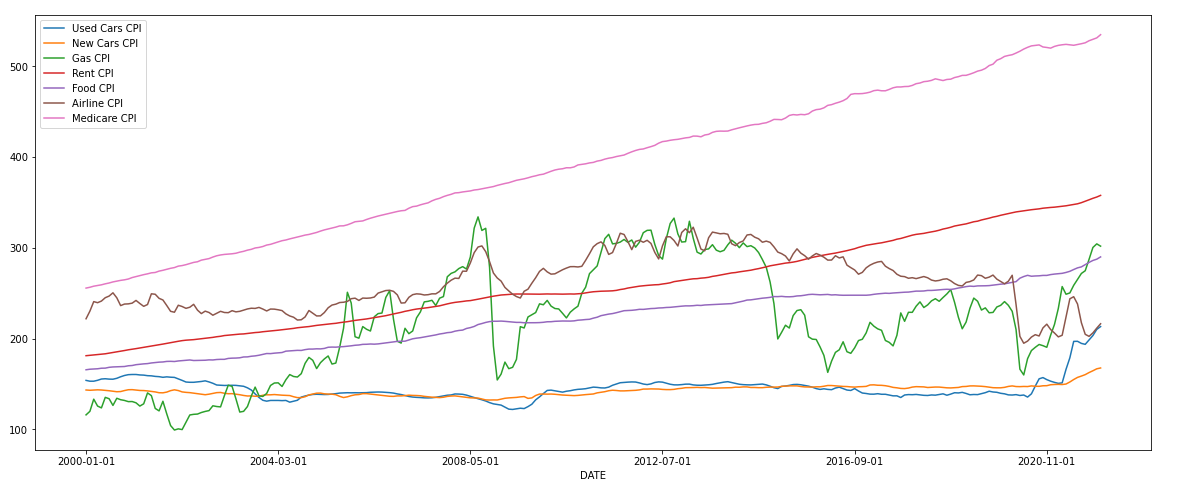 Used Cars CPI
New Cars CPI
Gas CPI
Rent CPI
Food CPI
Airline CPI
Medicare CPI
500
400
300
200
100
2000-01-01 2004-03-01 2008-05-01 2012-07-01 2016-09-01 2020-11-01
DATE